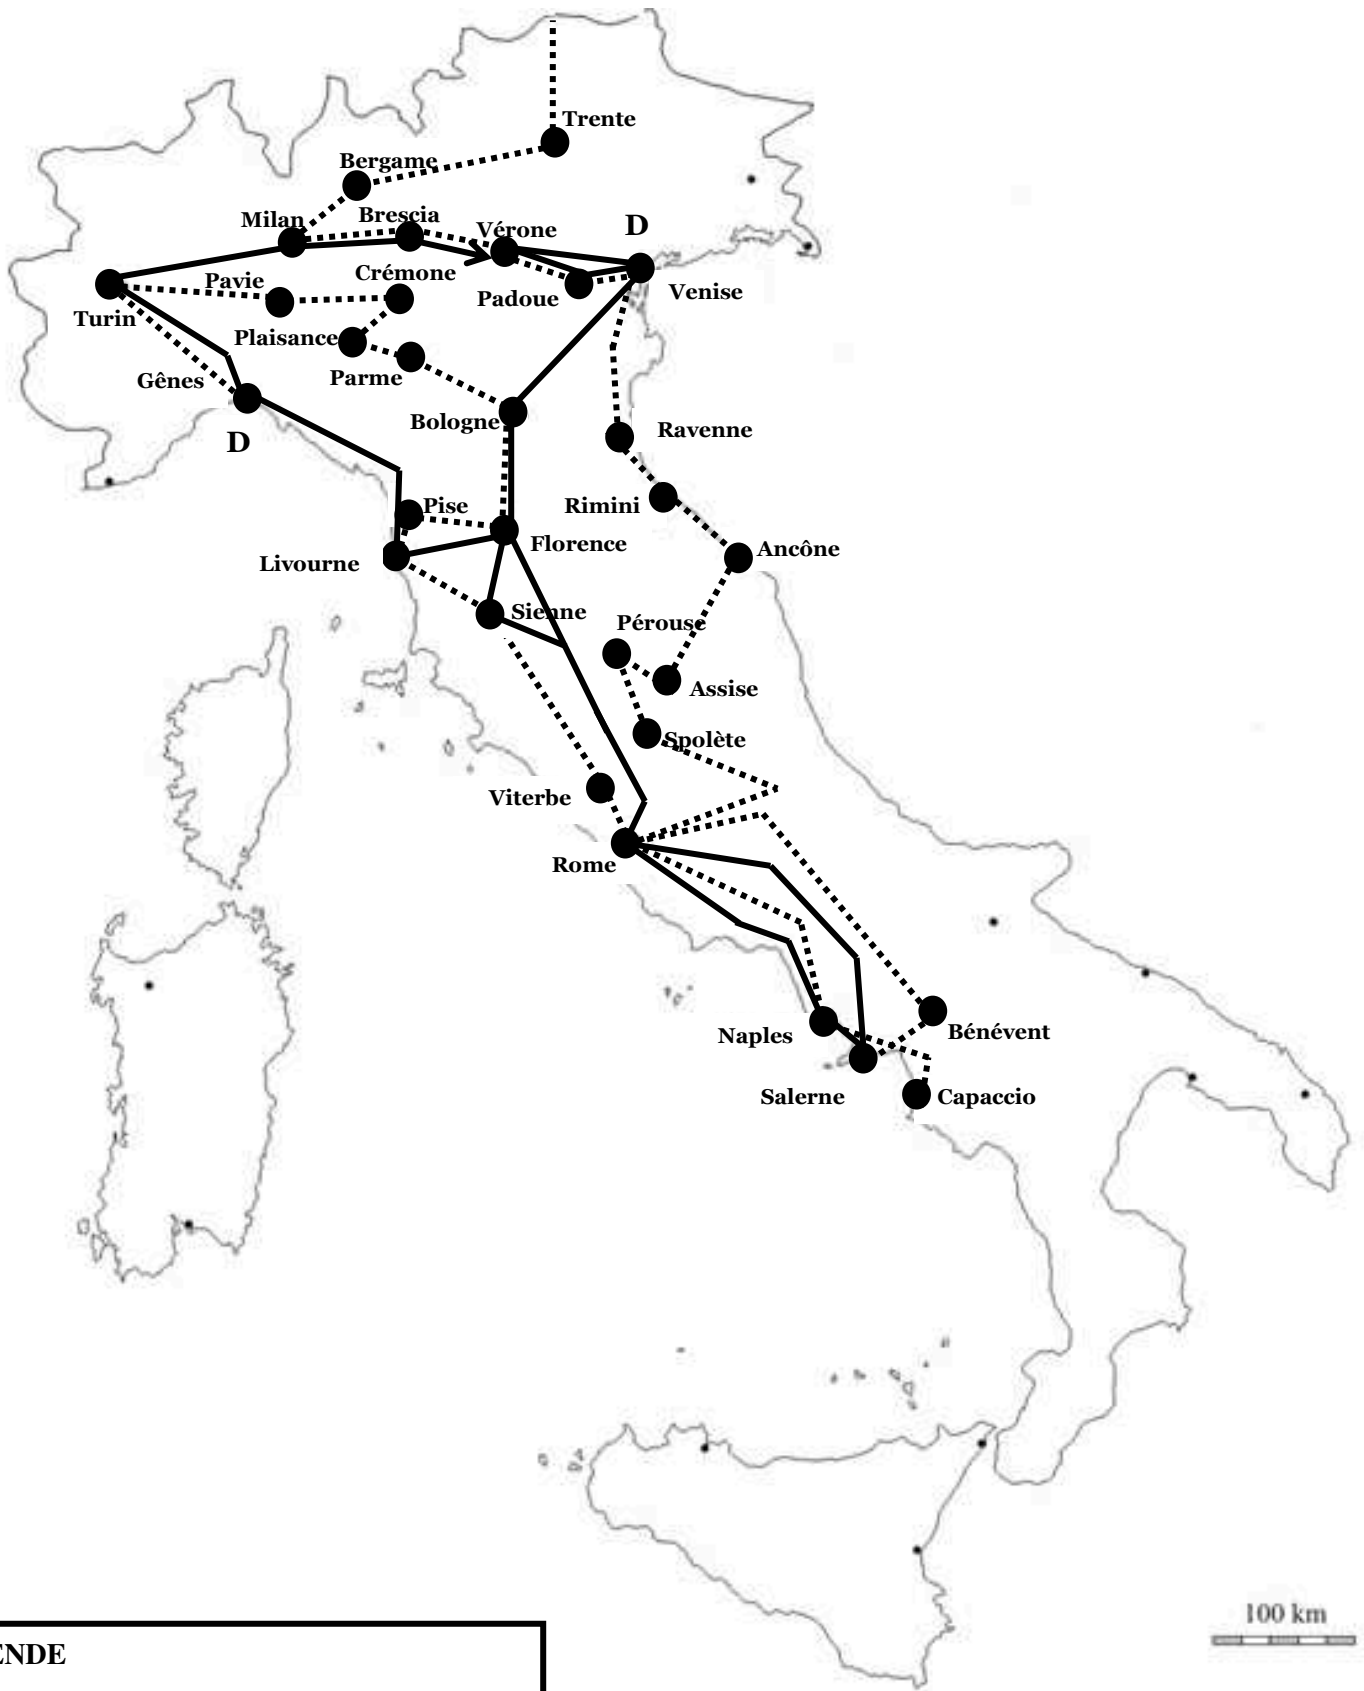 Trente
Bergame
Milan
Brescia
Vérone
D
Pavie
Crémone
Padoue
Venise
Turin
Plaisance
Parme
Gênes
Bologne
D
Ravenne
Pise
Rimini
Florence
Ancône
Livourne
Sienne
Pérouse
Assise
Spolète
Viterbe
Rome
Naples
Bénévent
Salerne
Capaccio
100 km
ENDE